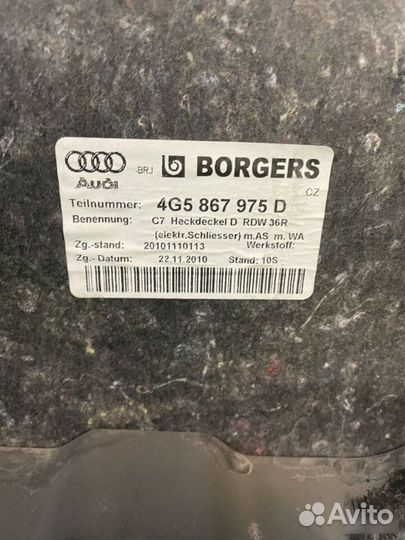 Audi BRJ BORGERS
CZ
Teilnummer: 4G5 867 975 D
Benennung: C7 Heckdeckel D RDW 36R
(elektr.Schliesser) m.AS m. WA
Zg.-stand: 20101110113 Werkstoff:
Zg.- Datum: 22.11.2010 Stand: 10S
Avito